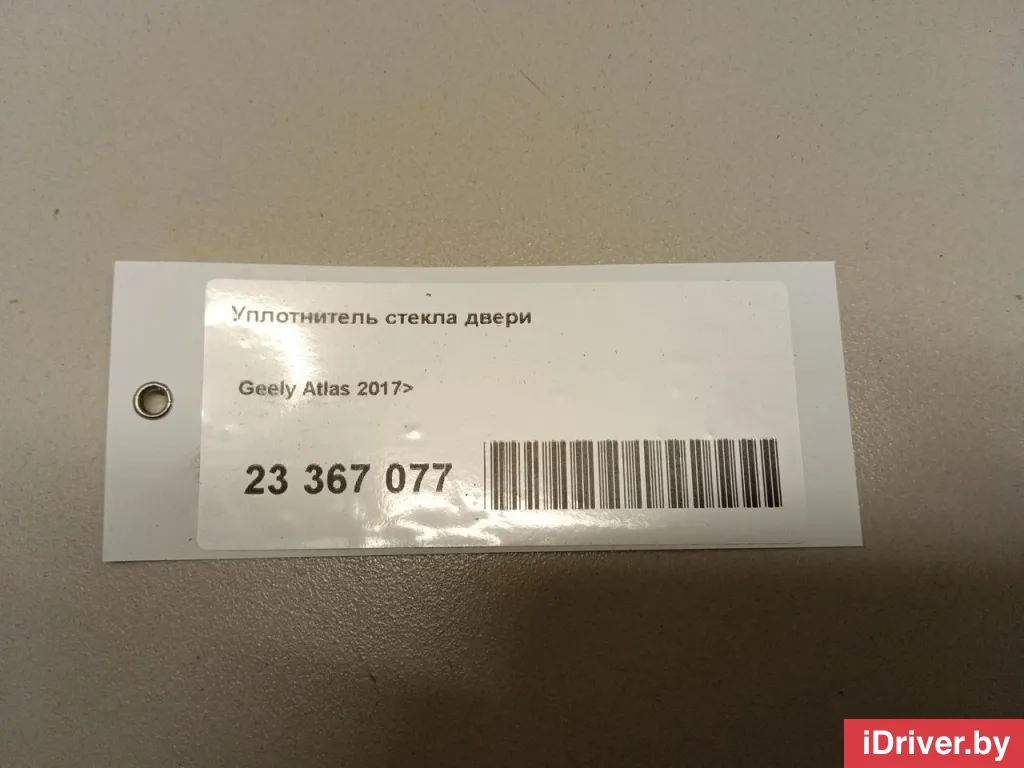 Уплотнитель стекла двери
Geely Atlas 2017>
23 367 077
iDriver.by